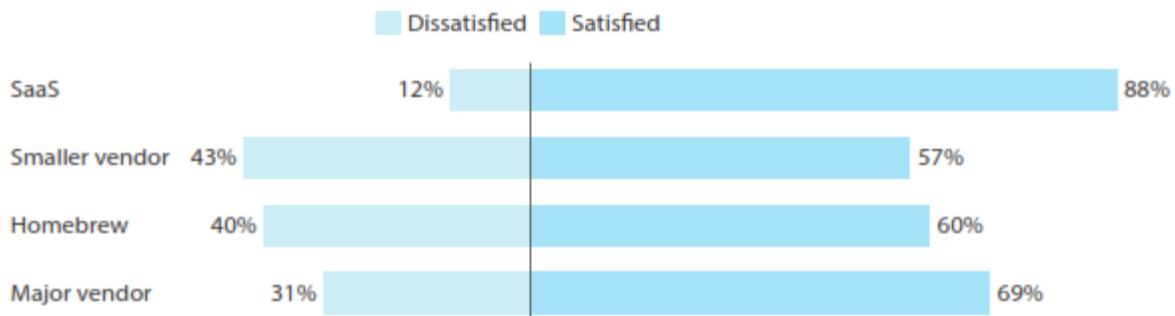 Dissatisfied Satisfied
SaaS 12% 88%
Smaller vendor 43% 57%
Homebrew 40% 60%
Major vendor 31% 69%